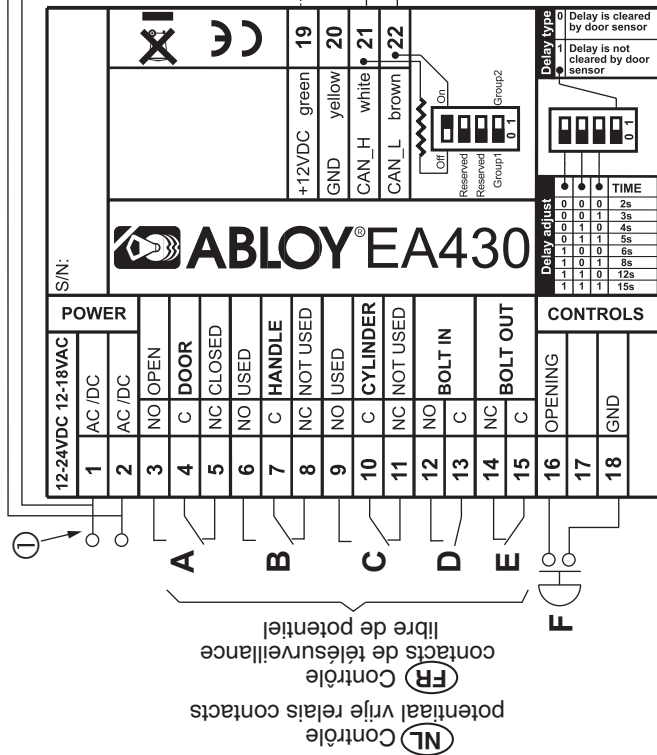 S/N:
ABLOY® EA430
+12VDC green 19
GND yellow 20
CAN_H white 21
CAN_L brown 22
Off On
Reserved
Reserved
Group1 Group2
0 1
Delay type
0 Delay is cleared by door sensor
1 Delay is not cleared by door sensor
0 1
Delay adjust
TIME
0 0 0 2s
0 0 1 3s
0 1 0 4s
0 1 1 5s
1 0 0 6s
1 0 1 8s
1 1 0 12s
1 1 1 15s
POWER
12-24VDC 12-18VAC
1 AC /DC
2 AC /DC
3 NO OPEN
4 C DOOR
5 NC CLOSED
6 NO USED
7 C HANDLE
8 NC NOT USED
9 NO USED
10 C CYLINDER
11 NC NOT USED
12 NO BOLT IN
13 C
14 NC BOLT OUT
15 C
CONTROLS
16 OPENING
17
18 GND
1
A
B
C
D
E
F
NL Contrôle
potentiaal vrije relais contacts
FR Contrôle
contacts de télésurveillance
libre de potentiel